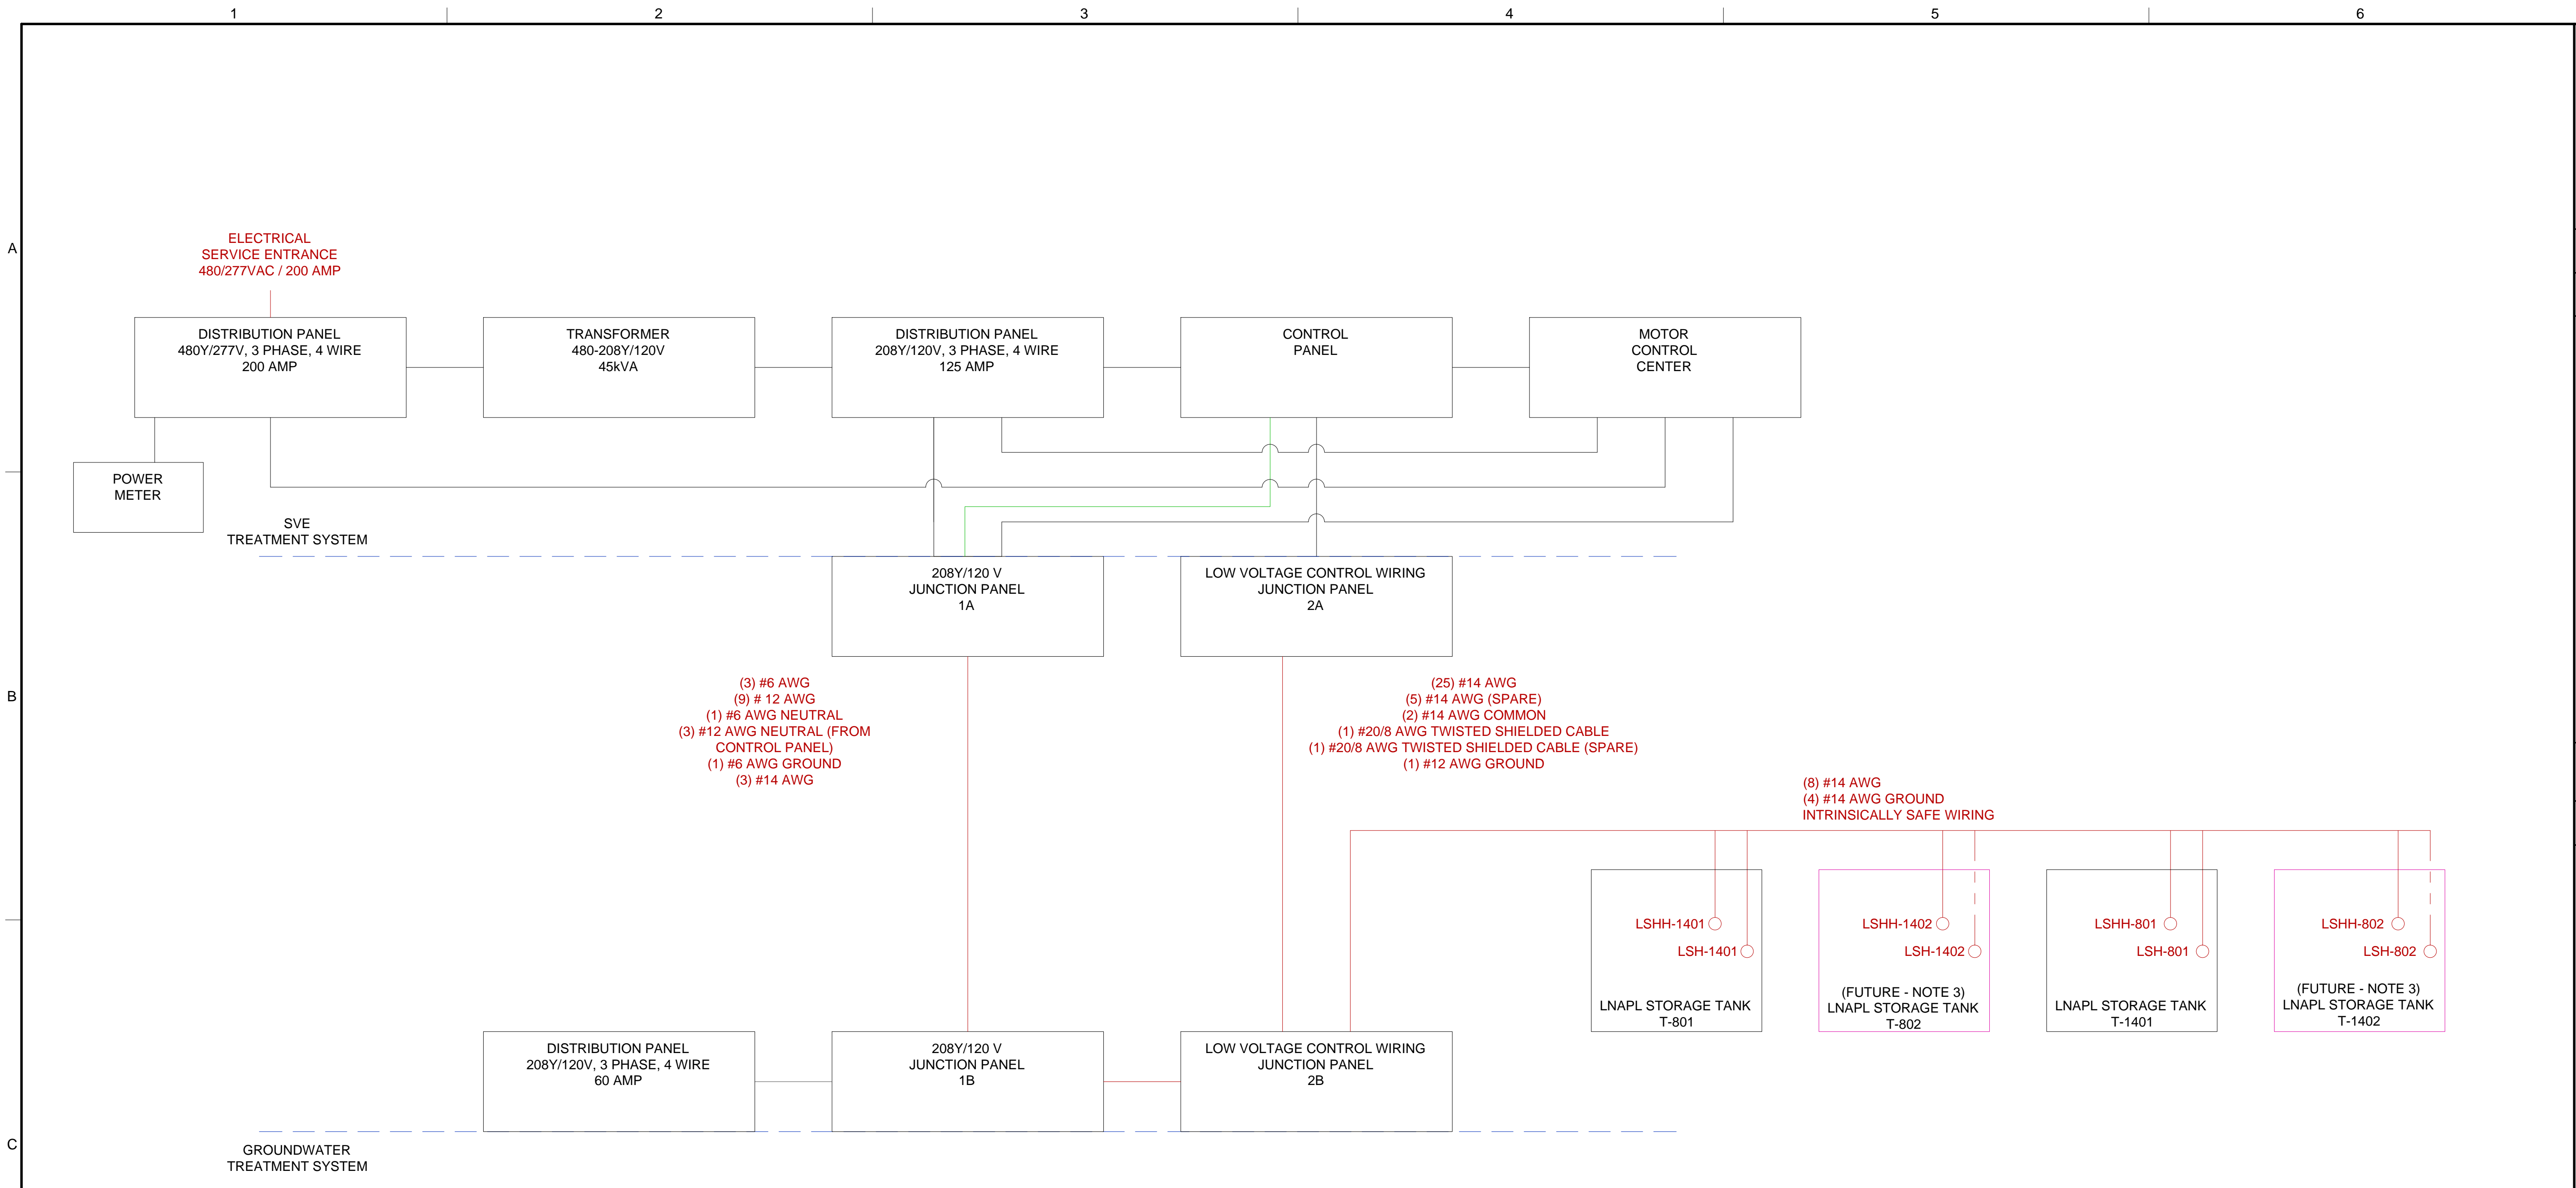 1
2
3
4
5
6
A
ELECTRICAL
SERVICE ENTRANCE
480/277VAC / 200 AMP
DISTRIBUTION PANEL
480Y/277V, 3 PHASE, 4 WIRE
200 AMP
TRANSFORMER
480-208Y/120V
45kVA
DISTRIBUTION PANEL
208Y/120V, 3 PHASE, 4 WIRE
125 AMP
CONTROL
PANEL
MOTOR
CONTROL
CENTER
POWER
METER
SVE
TREATMENT SYSTEM
208Y/120 V
JUNCTION PANEL
1A
LOW VOLTAGE CONTROL WIRING
JUNCTION PANEL
2A
B
(3) #6 AWG
(9) # 12 AWG
(1) #6 AWG NEUTRAL
(3) #12 AWG NEUTRAL (FROM
CONTROL PANEL)
(1) #6 AWG GROUND
(3) #14 AWG
(25) #14 AWG
(5) #14 AWG (SPARE)
(2) #14 AWG COMMON
(1) #20/8 AWG TWISTED SHIELDED CABLE
(1) #20/8 AWG TWISTED SHIELDED CABLE (SPARE)
(1) #12 AWG GROUND
(8) #14 AWG
(4) #14 AWG GROUND
INTRINSICALLY SAFE WIRING
LSHH-1401
LSH-1401
LNAPL STORAGE TANK
T-801
LSHH-1402
LSH-1402
(FUTURE - NOTE 3)
LNAPL STORAGE TANK
T-802
LSHH-801
LSH-801
LNAPL STORAGE TANK
T-1401
LSHH-802
LSH-802
(FUTURE - NOTE 3)
LNAPL STORAGE TANK
T-1402
DISTRIBUTION PANEL
208Y/120V, 3 PHASE, 4 WIRE
60 AMP
208Y/120 V
JUNCTION PANEL
1B
LOW VOLTAGE CONTROL WIRING
JUNCTION PANEL
2B
C
GROUNDWATER
TREATMENT SYSTEM